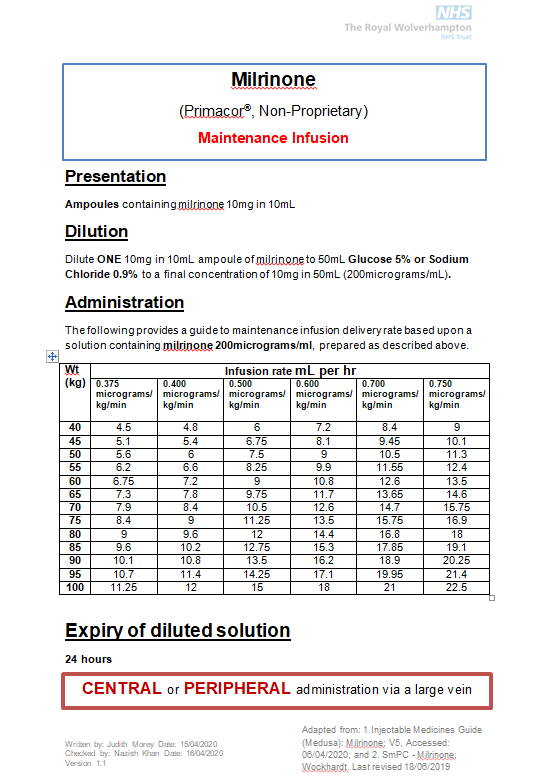 NHS
The Royal Wolverhampton
NHS Trust
Milrinone
(Primacor®, Non-Proprietary)
Maintenance Infusion
Presentation
Ampoules containing milrinone 10mg in 10mL
Dilution
Dilute ONE 10mg in 10mL ampoule of milrinone to 50mL Glucose 5% or Sodium
Chloride 0.9% to a final concentration of 10mg in 50mL (200micrograms/mL).
Administration
The following provides a guide to maintenance infusion delivery rate based upon a
solution containing milrinone 200micrograms/ml, prepared as described above.
Wt (kg) Infusion rate mL per hr
0.375 micrograms/ kg/min 0.400 micrograms/ kg/min 0.500 micrograms/ kg/min 0.600 micrograms/ kg/min 0.700 micrograms/ kg/min 0.750 micrograms/ kg/min
40 4.5 4.8 6 7.2 8.4 9
45 5.1 5.4 6.75 8.1 9.45 10.1
50 5.6 6 7.5 9 10.5 11.3
55 6.2 6.6 8.25 9.9 11.55 12.4
60 6.75 7.2 9 10.8 12.6 13.5
65 7.3 7.8 9.75 11.7 13.65 14.6
70 7.9 8.4 10.5 12.6 14.7 15.75
75 8.4 9 11.25 13.5 15.75 16.9
80 9 9.6 12 14.4 16.8 18
85 9.6 10.2 12.75 15.3 17.85 19.1
90 10.1 10.8 13.5 16.2 18.9 20.25
95 10.7 11.4 14.25 17.1 19.95 21.4
100 11.25 12 15 18 21 22.5
Expiry of diluted solution
24 hours
CENTRAL or PERIPHERAL administration via a large vein
Written by: Judith Morey Date: 15/04/2020
Checked by: Nazish Khan Date: 16/04/2020
Version 1.1
Adapted from: 1.Injectable Medicines Guide
(Medusa): Milrinone; V5, Accessed:
06/04/2020; and 2. SmPC - Milrinone;
Wockhardt. Last revised 18/06/2019